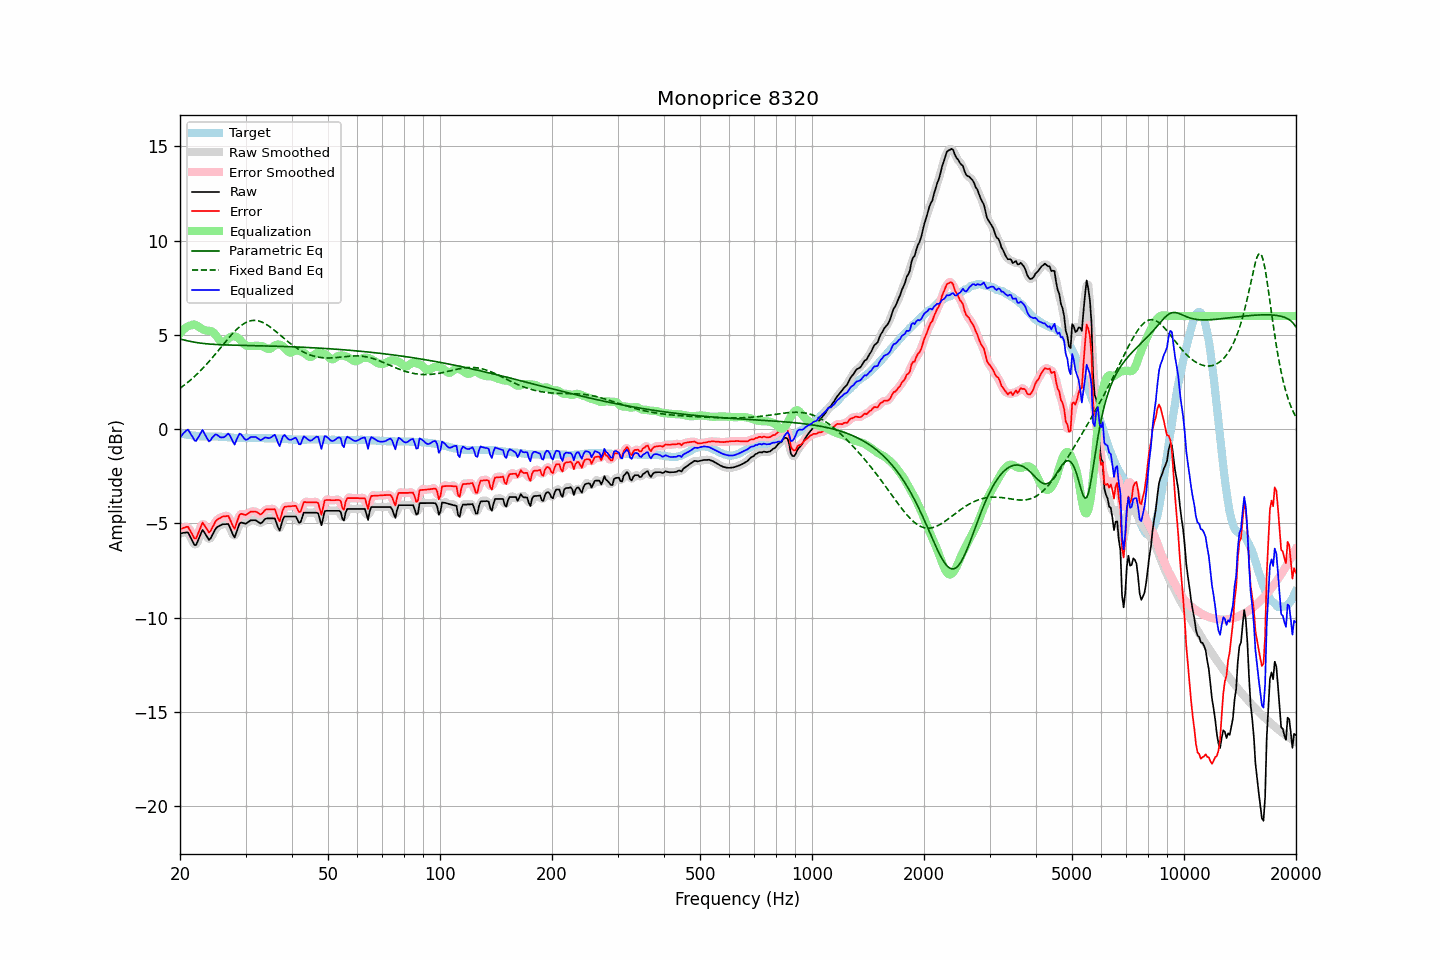 Monoprice 8320
Target
Raw Smoothed
Error Smoothed
Raw
Error
Equalization
Parametric Eq
Fixed Band Eq
Equalized
Amplitude (dBr)
15
10
5
0
−5
−10
−15
−20
20 50 100 200 500 1000 2000 5000 10000 20000
Frequency (Hz)